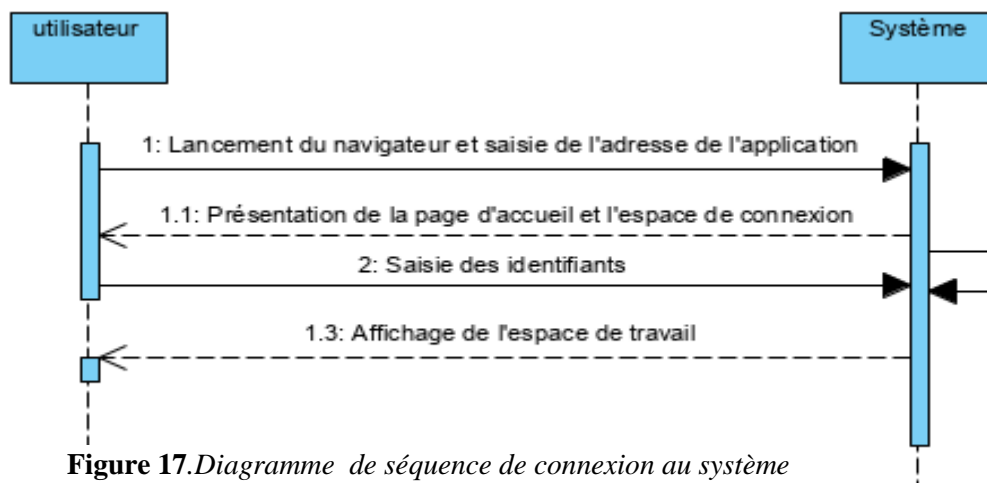 utilisateur
Système
1: Lancement du navigateur et saisie de l'adresse de l'application
1.1: Présentation de la page d'accueil et l'espace de connexion
2: Saisie des identifiants
1.3: Affichage de l'espace de travail
Figure 17.Diagramme de séquence de connexion au système